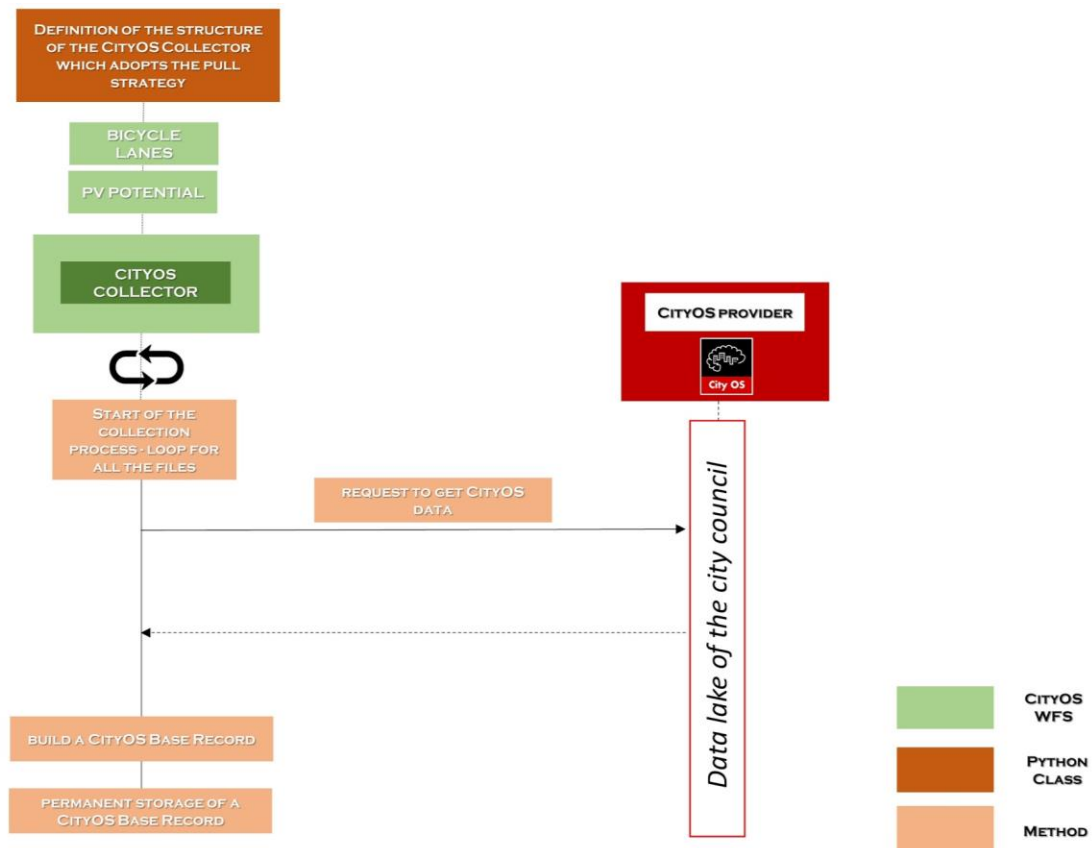 Definition of the structure
of the CityOS Collector
which adopts the pull
strategy
BICYCLE
LANES
PV POTENTIAL
CITYOS
COLLECTOR
CityOS provider
City OS
Start of the
collection
process - loop for
all the files
request to get CityOS
data
Data lake of the city council
build a CityOS Base Record
permanent storage of a
CityOS Base Record
CityOS
WFS
Python
Class
Method